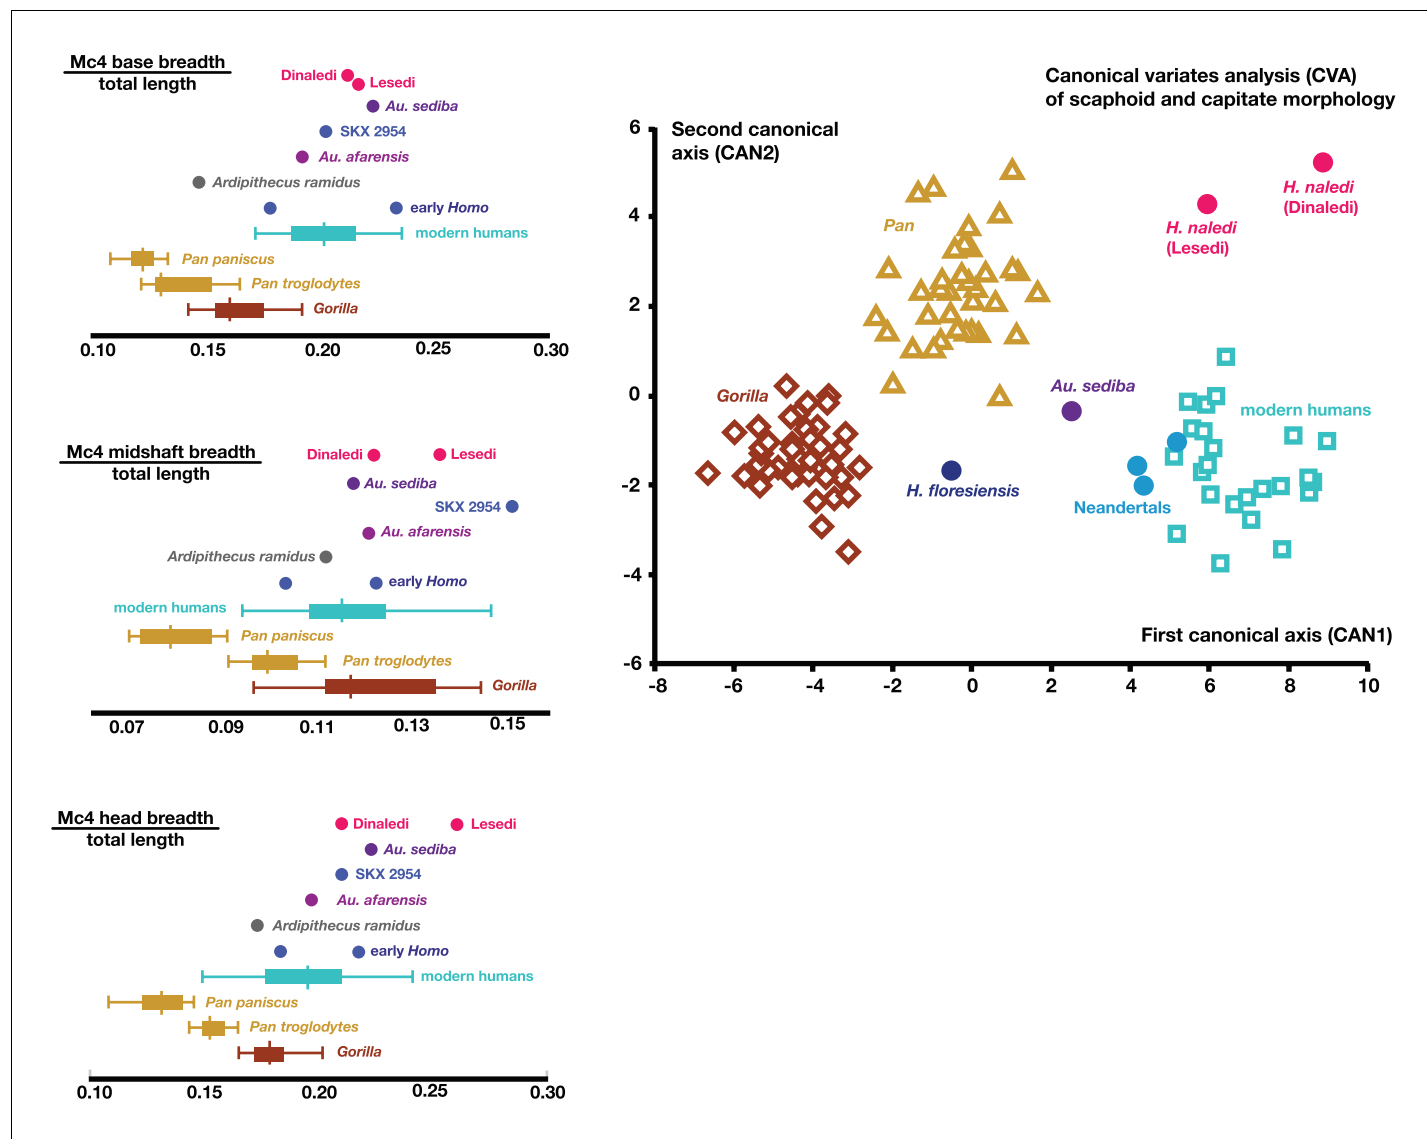 Mc4 base breadth
total length
Dinaledi
Lesedi
Au. sediba
SKX 2954
Au. afarensis
Ardipithecus ramidus
early Homo
modern humans
Pan paniscus
Pan troglodytes
Gorilla
0.10 0.15 0.20 0.25 0.30
Mc4 midshaft breadth
total length
Dinaledi
Lesedi
Au. sediba
SKX 2954
Au. afarensis
Ardipithecus ramidus
early Homo
modern humans
Pan paniscus
Pan troglodytes
Gorilla
0.07 0.09 0.11 0.13 0.15
Mc4 head breadth
total length
Dinaledi
Lesedi
Au. sediba
SKX 2954
Au. afarensis
Ardipithecus ramidus
early Homo
modern humans
Pan paniscus
Pan troglodytes
Gorilla
0.10 0.15 0.20 0.25 0.30
Canonical variates analysis (CVA)
of scaphoid and capitate morphology
Second canonical
axis (CAN2)
6
4
2
0
-2
-4
-6
Pan
H. naledi
(Dinaledi)
H. naledi
(Lesedi)
Gorilla
Au. sediba
modern humans
H. floresiensis
Neandertals
First canonical axis (CAN1)
-8 -6 -4 -2 0 2 4 6 8 10